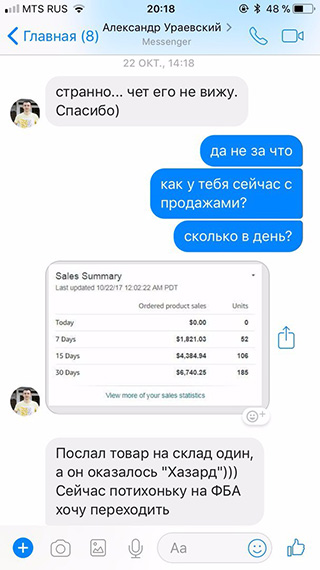 MTS RUS 20:18 48 %
Главная (8) Александр Ураевский
Messenger
22 ОКТ., 14:18
странно... чет его не вижу.
Спасибо)
да не за что
как у тебя сейчас с
продажами?
сколько в день?
Sales Summary
Last updated 10/22/17 12:02:22 AM PDT
Ordered product sales Units
Today $0.00 0
7 Days $1,821.03 52
15 Days $4,384.94 106
30 Days $6,740.25 185
View more of your sales statistics
Послал товар на склад один,
а он оказалось "Хазард")))
Сейчас потихоньку на ФБА
хочу переходить
Aa